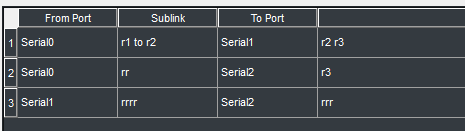 From Port Sublink To Port
1 Serial0 r1 to r2 Serial1 r2 r3
2 Serial0 rr Serial2 r3
3 Serial1 rrrr Serial2 rrr